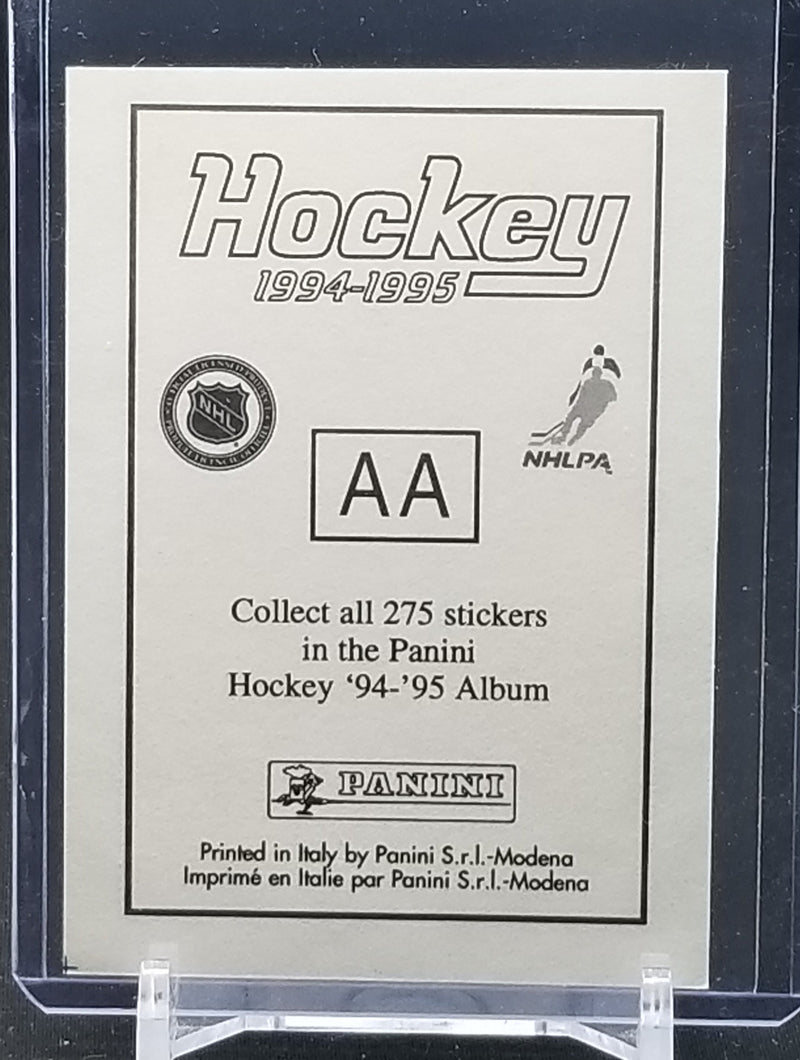 Hockey
1994-1995
NHL
NHLPA
AA
Collect all 275 stickers
in the Panini
Hockey ‘94-’95 Album
PANINI
Printed in Italy by Panini S.r.l.-Modena
Imprimé en Italie par Panini S.r.l.-Modena